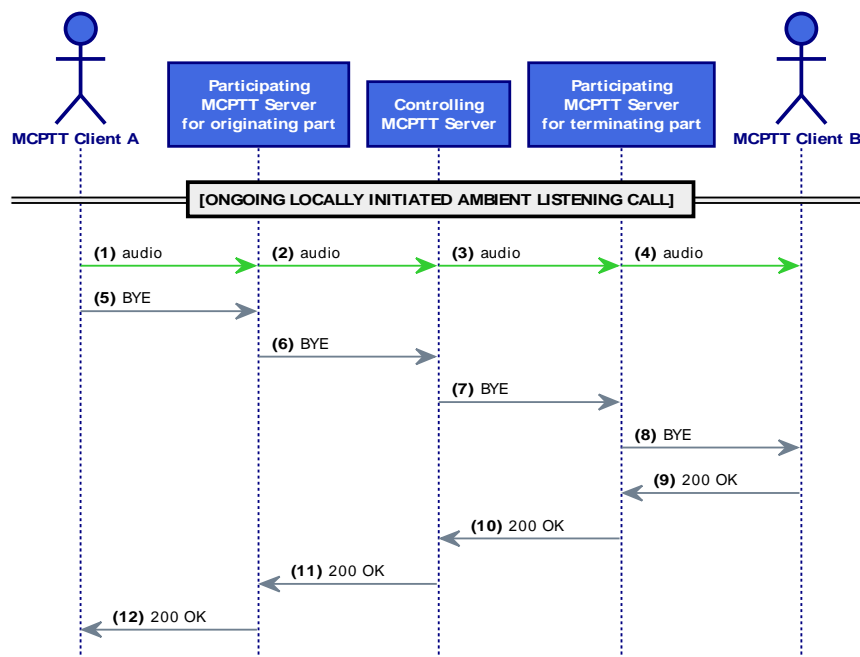 Participating
MCPTT Server
for originating part
Controlling
MCPTT Server
Participating
MCPTT Server
for terminating part
MCPTT Client A
MCPTT Client B
[ONGOING LOCALLY INITIATED AMBIENT LISTENING CALL]
(1) audio
(2) audio
(3) audio
(4) audio
(5) BYE
(6) BYE
(7) BYE
(8) BYE
(9) 200 OK
(10) 200 OK
(11) 200 OK
(12) 200 OK